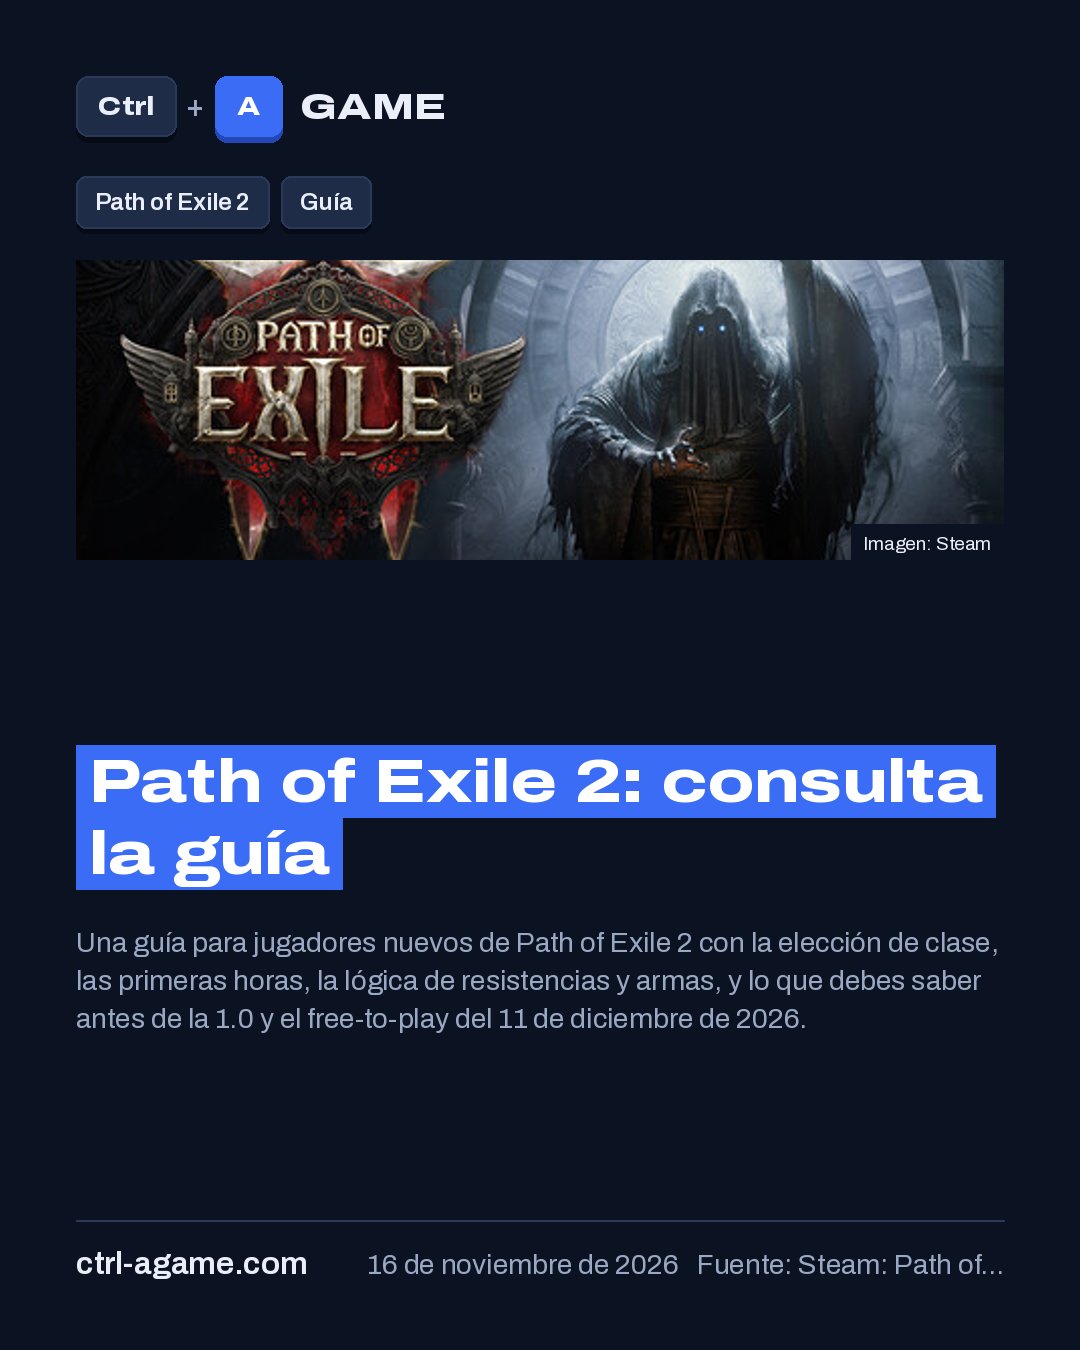 Ctrl + A GAME
Path of Exile 2 Guía
PATH OF
EXILE
Imagen: Steam
Path of Exile 2: consulta
la guía
Una guía para jugadores nuevos de Path of Exile 2 con la elección de clase,
las primeras horas, la lógica de resistencias y armas, y lo que debes saber
antes de la 1.0 y el free-to-play del 11 de diciembre de 2026.
ctrl-agame.com 16 de noviembre de 2026 Fuente: Steam: Path of...